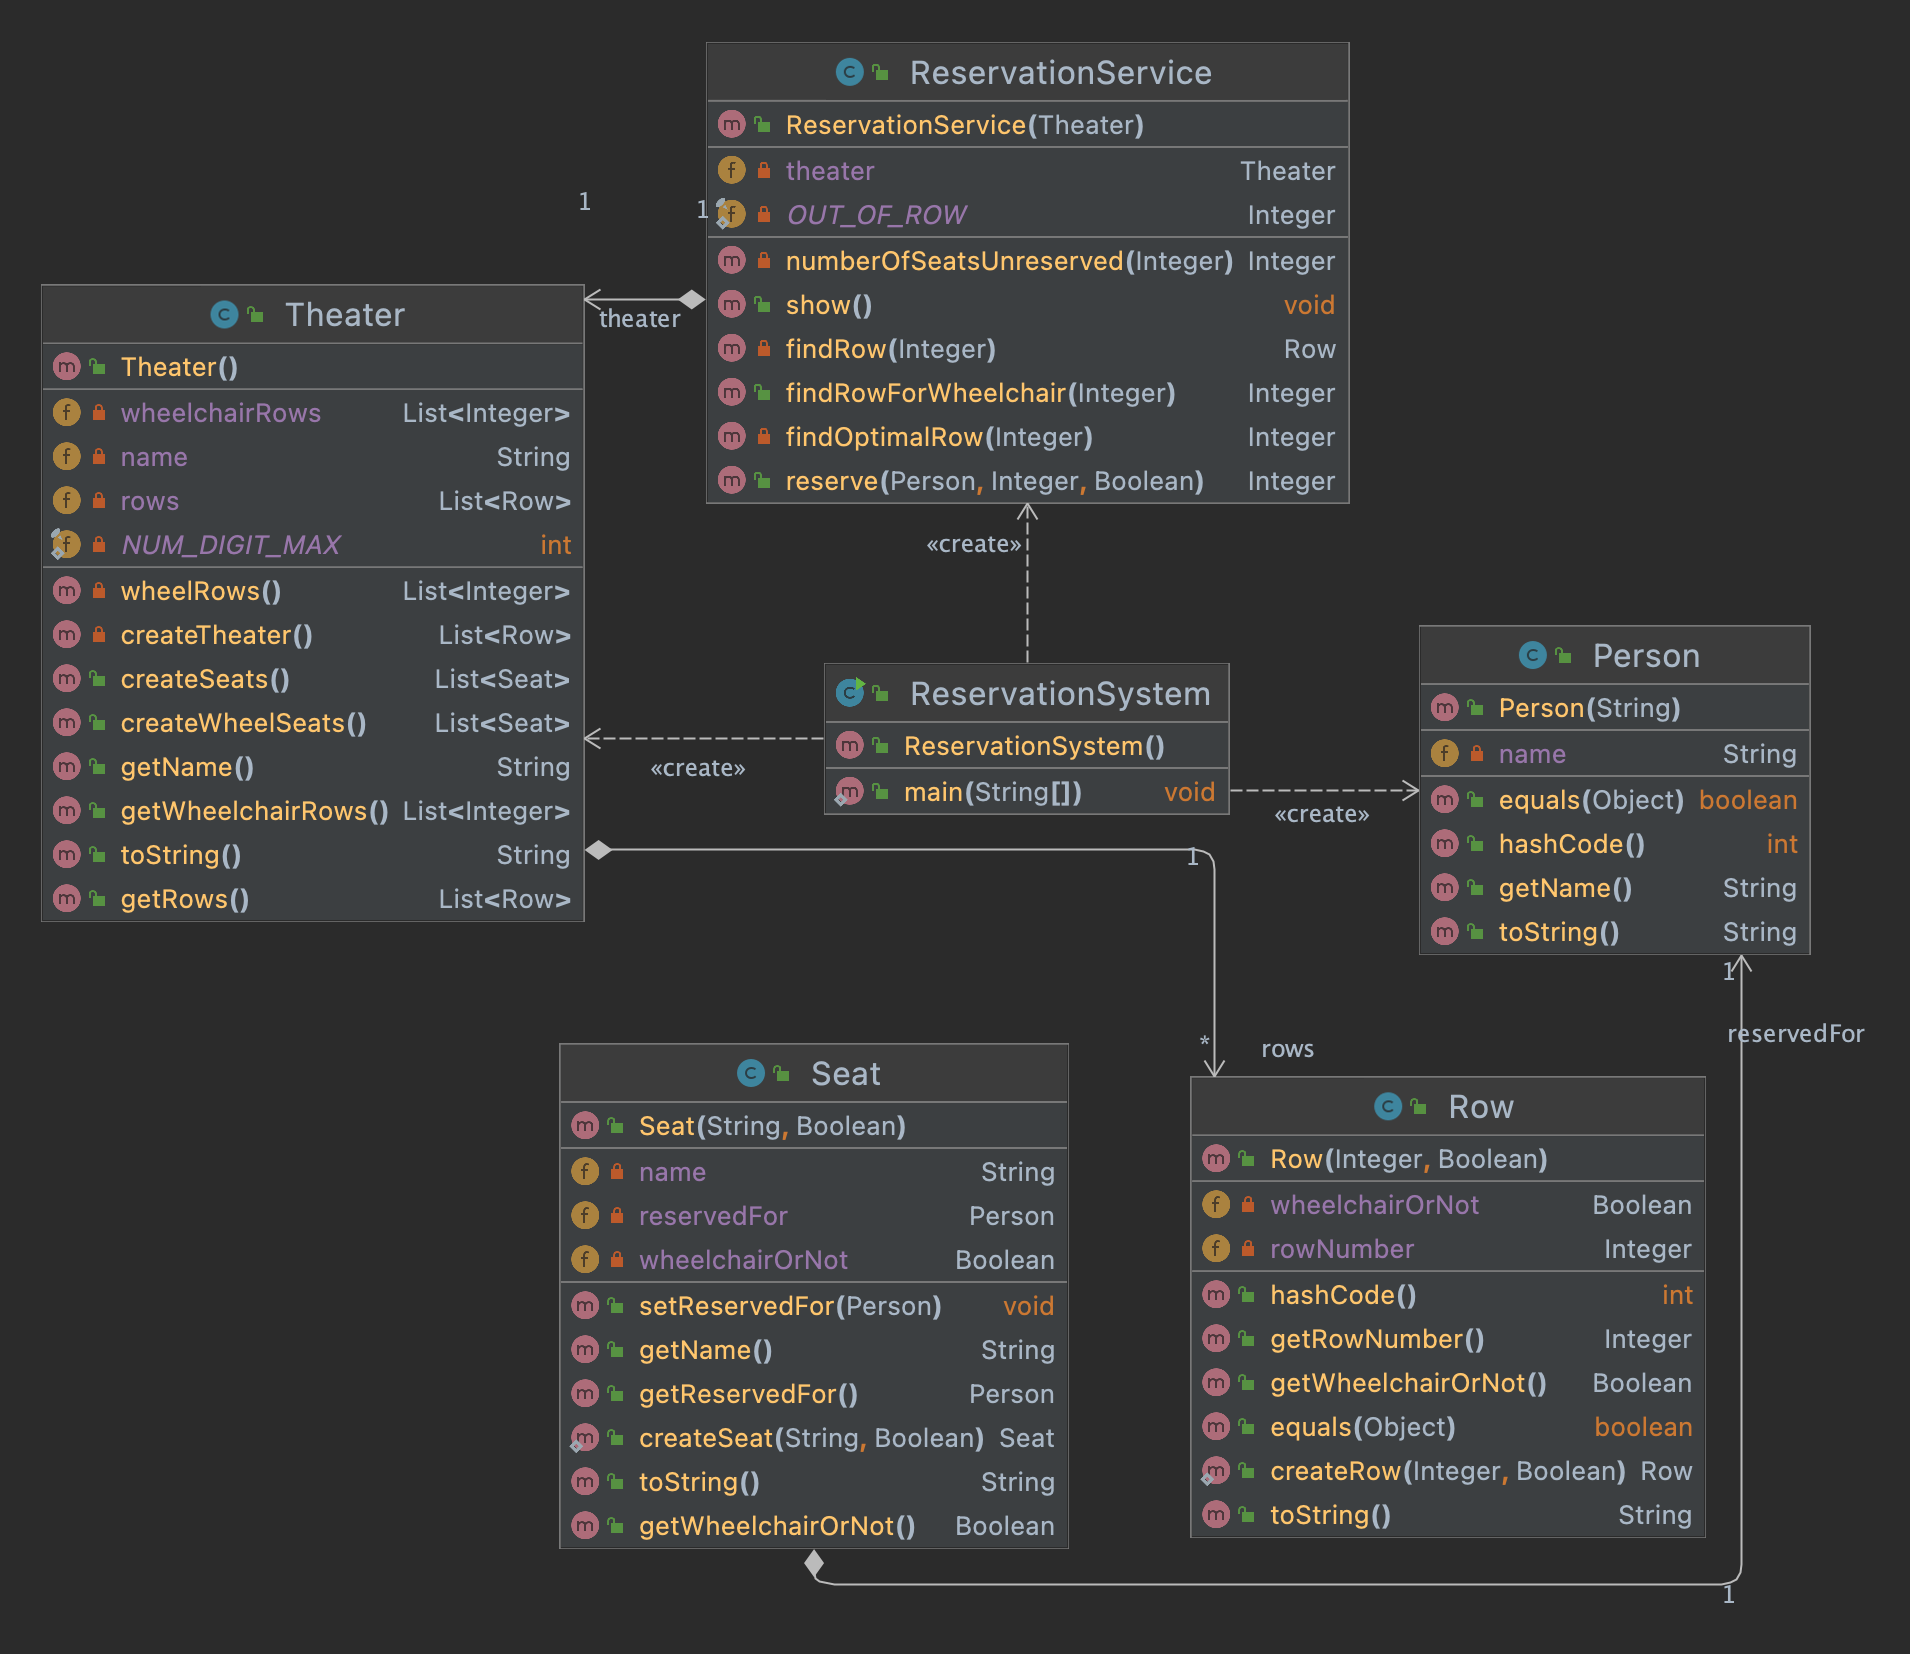 ReservationService
ReservationService(Theater)
theater Theater
OUT_OF_ROW Integer
numberOfSeatsUnreserved(Integer) Integer
show() void
findRow(Integer) Row
findRowForWheelchair(Integer) Integer
findOptimalRow(Integer) Integer
reserve(Person, Integer, Boolean) Integer
1
1
theater
Theater
Theater()
wheelchairRows List<Integer>
name String
rows List<Row>
NUM_DIGIT_MAX int
wheelRows() List<Integer>
createTheater() List<Row>
createSeats() List<Seat>
createWheelSeats() List<Seat>
getName() String
getWheelchairRows() List<Integer>
toString() String
getRows() List<Row>
«create»
ReservationSystem
ReservationSystem()
main(String[]) void
«create»
«create»
Person
Person(String)
name String
equals(Object) boolean
hashCode() int
getName() String
toString() String
1
1
reservedFor
*
rows
Seat
Seat(String, Boolean)
name String
reservedFor Person
wheelchairOrNot Boolean
setReservedFor(Person) void
getName() String
getReservedFor() Person
createSeat(String, Boolean) Seat
toString() String
getWheelchairOrNot() Boolean
Row
Row(Integer, Boolean)
wheelchairOrNot Boolean
rowNumber Integer
hashCode() int
getRowNumber() Integer
getWheelchairOrNot() Boolean
equals(Object) boolean
createRow(Integer, Boolean) Row
toString() String
1